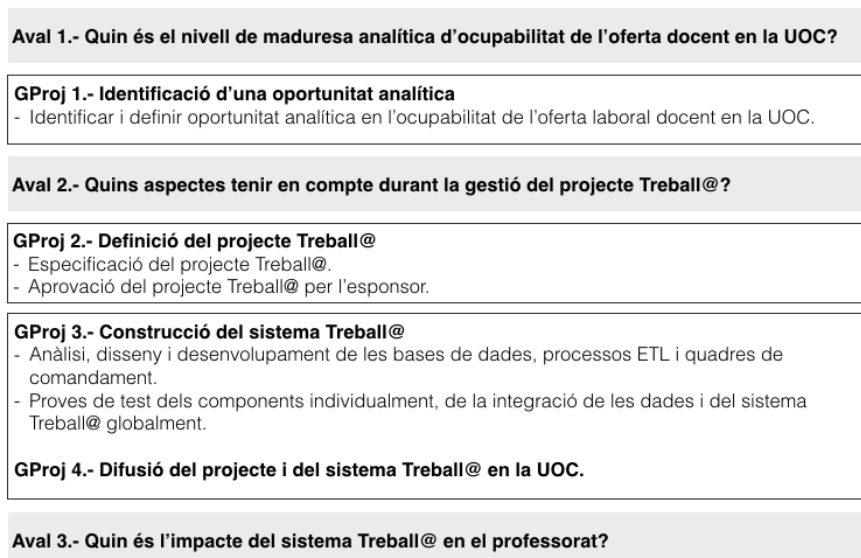 Aval 1.- Quin és el nivell de maduresa analítica d’ocupabilitat de l’oferta docent en la UOC?
GProj 1.- Identificació d’una oportunitat analítica
- Identificar i definir oportunitat analítica en l’ocupabilitat de l’oferta laboral docent en la UOC.
Aval 2.- Quins aspectes tenir en compte durant la gestió del projecte Treball@?
GProj 2.- Definició del projecte Treball@
- Especificació del projecte Treball@.
- Aprovació del projecte Treball@ per l’esponsor.
GProj 3.- Construcció del sistema Treball@
- Anàlisi, disseny i desenvolupament de les bases de dades, processos ETL i quadres de
comandament.
- Proves de test dels components individualment, de la integració de les dades i del sistema
Treball@ globalment.
GProj 4.- Difusió del projecte i del sistema Treball@ en la UOC.
Aval 3.- Quin és l’impacte del sistema Treball@ en el professorat?